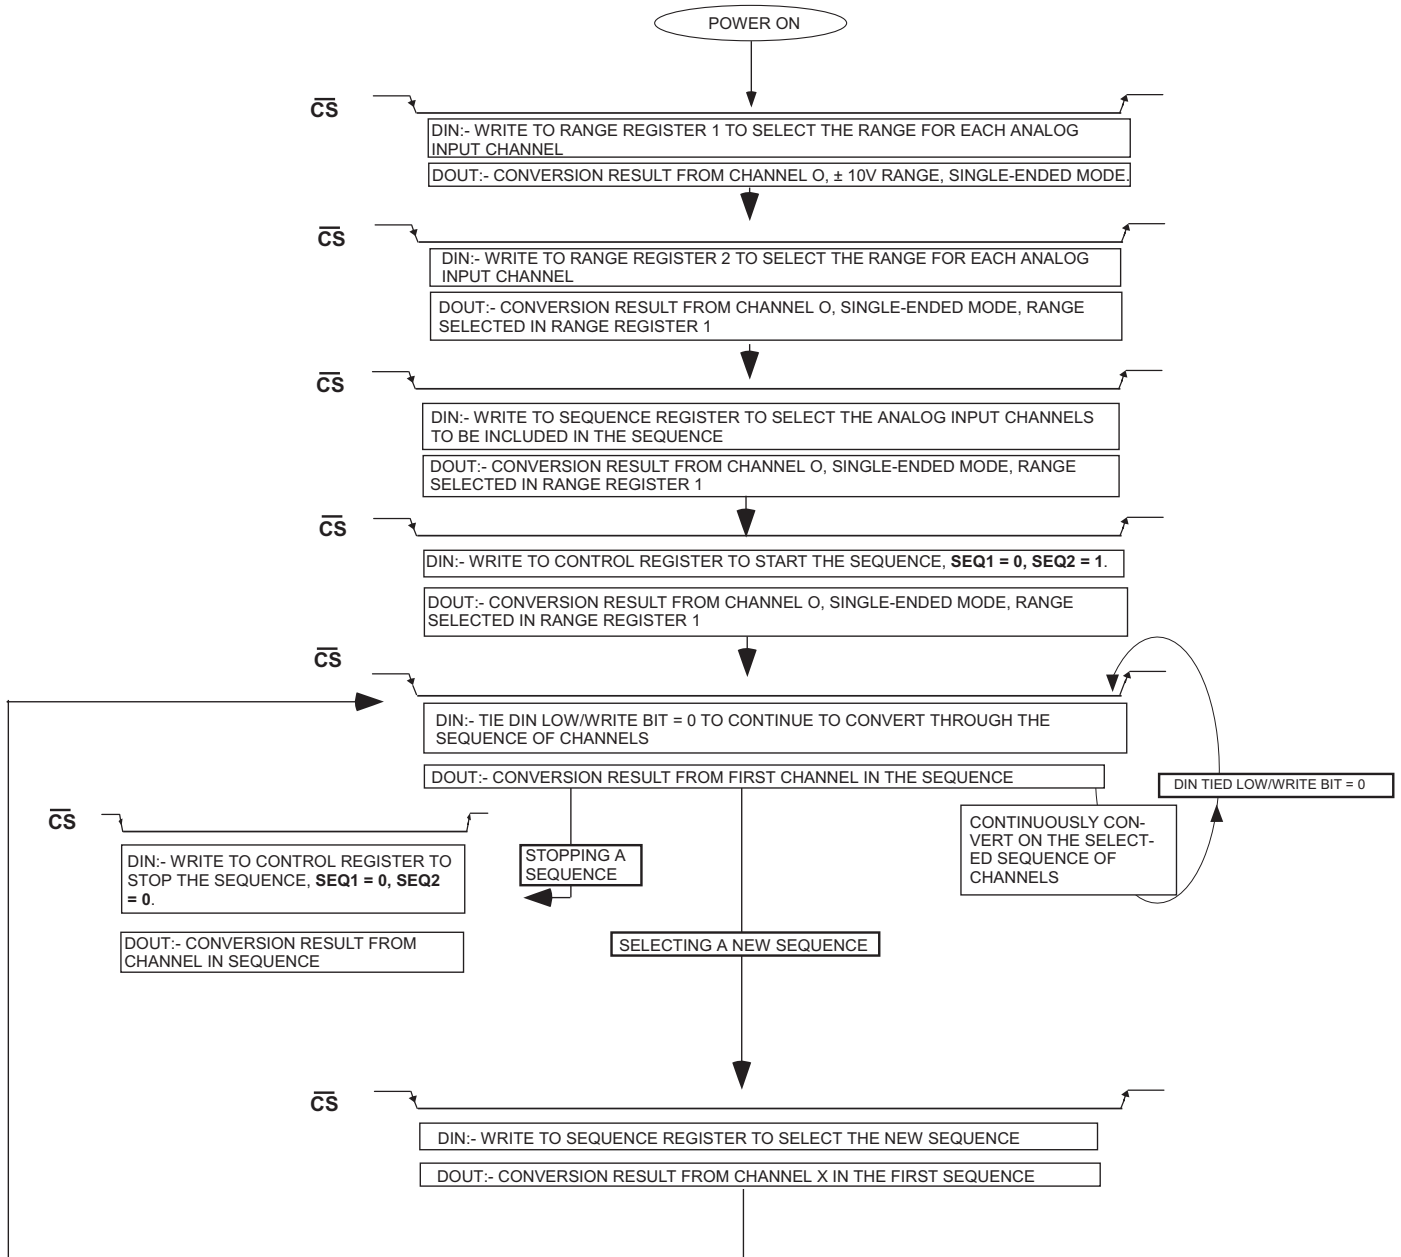 POWER ON
CS
DIN:- WRITE TO RANGE REGISTER 1 TO SELECT THE RANGE FOR EACH ANALOG
INPUT CHANNEL
DOUT:- CONVERSION RESULT FROM CHANNEL O, ± 10V RANGE, SINGLE-ENDED MODE.
CS
DIN:- WRITE TO RANGE REGISTER 2 TO SELECT THE RANGE FOR EACH ANALOG
INPUT CHANNEL
DOUT:- CONVERSION RESULT FROM CHANNEL O, SINGLE-ENDED MODE, RANGE
SELECTED IN RANGE REGISTER 1
CS
DIN:- WRITE TO SEQUENCE REGISTER TO SELECT THE ANALOG INPUT CHANNELS
TO BE INCLUDED IN THE SEQUENCE
DOUT:- CONVERSION RESULT FROM CHANNEL O, SINGLE-ENDED MODE, RANGE
SELECTED IN RANGE REGISTER 1
CS
DIN:- WRITE TO CONTROL REGISTER TO START THE SEQUENCE, SEQ1 = 0, SEQ2 = 1.
DOUT:- CONVERSION RESULT FROM CHANNEL O, SINGLE-ENDED MODE, RANGE
SELECTED IN RANGE REGISTER 1
CS
DIN:- TIE DIN LOW/WRITE BIT = 0 TO CONTINUE TO CONVERT THROUGH THE
SEQUENCE OF CHANNELS
DOUT:- CONVERSION RESULT FROM FIRST CHANNEL IN THE SEQUENCE
DIN TIED LOW/WRITE BIT = 0
CONTINUOUSLY CON-
VERT ON THE SELECT-
ED SEQUENCE OF
CHANNELS
CS
DIN:- WRITE TO CONTROL REGISTER TO
STOP THE SEQUENCE, SEQ1 = 0, SEQ2
= 0.
DOUT:- CONVERSION RESULT FROM
CHANNEL IN SEQUENCE
STOPPING A
SEQUENCE
SELECTING A NEW SEQUENCE
CS
DIN:- WRITE TO SEQUENCE REGISTER TO SELECT THE NEW SEQUENCE
DOUT:- CONVERSION RESULT FROM CHANNEL X IN THE FIRST SEQUENCE